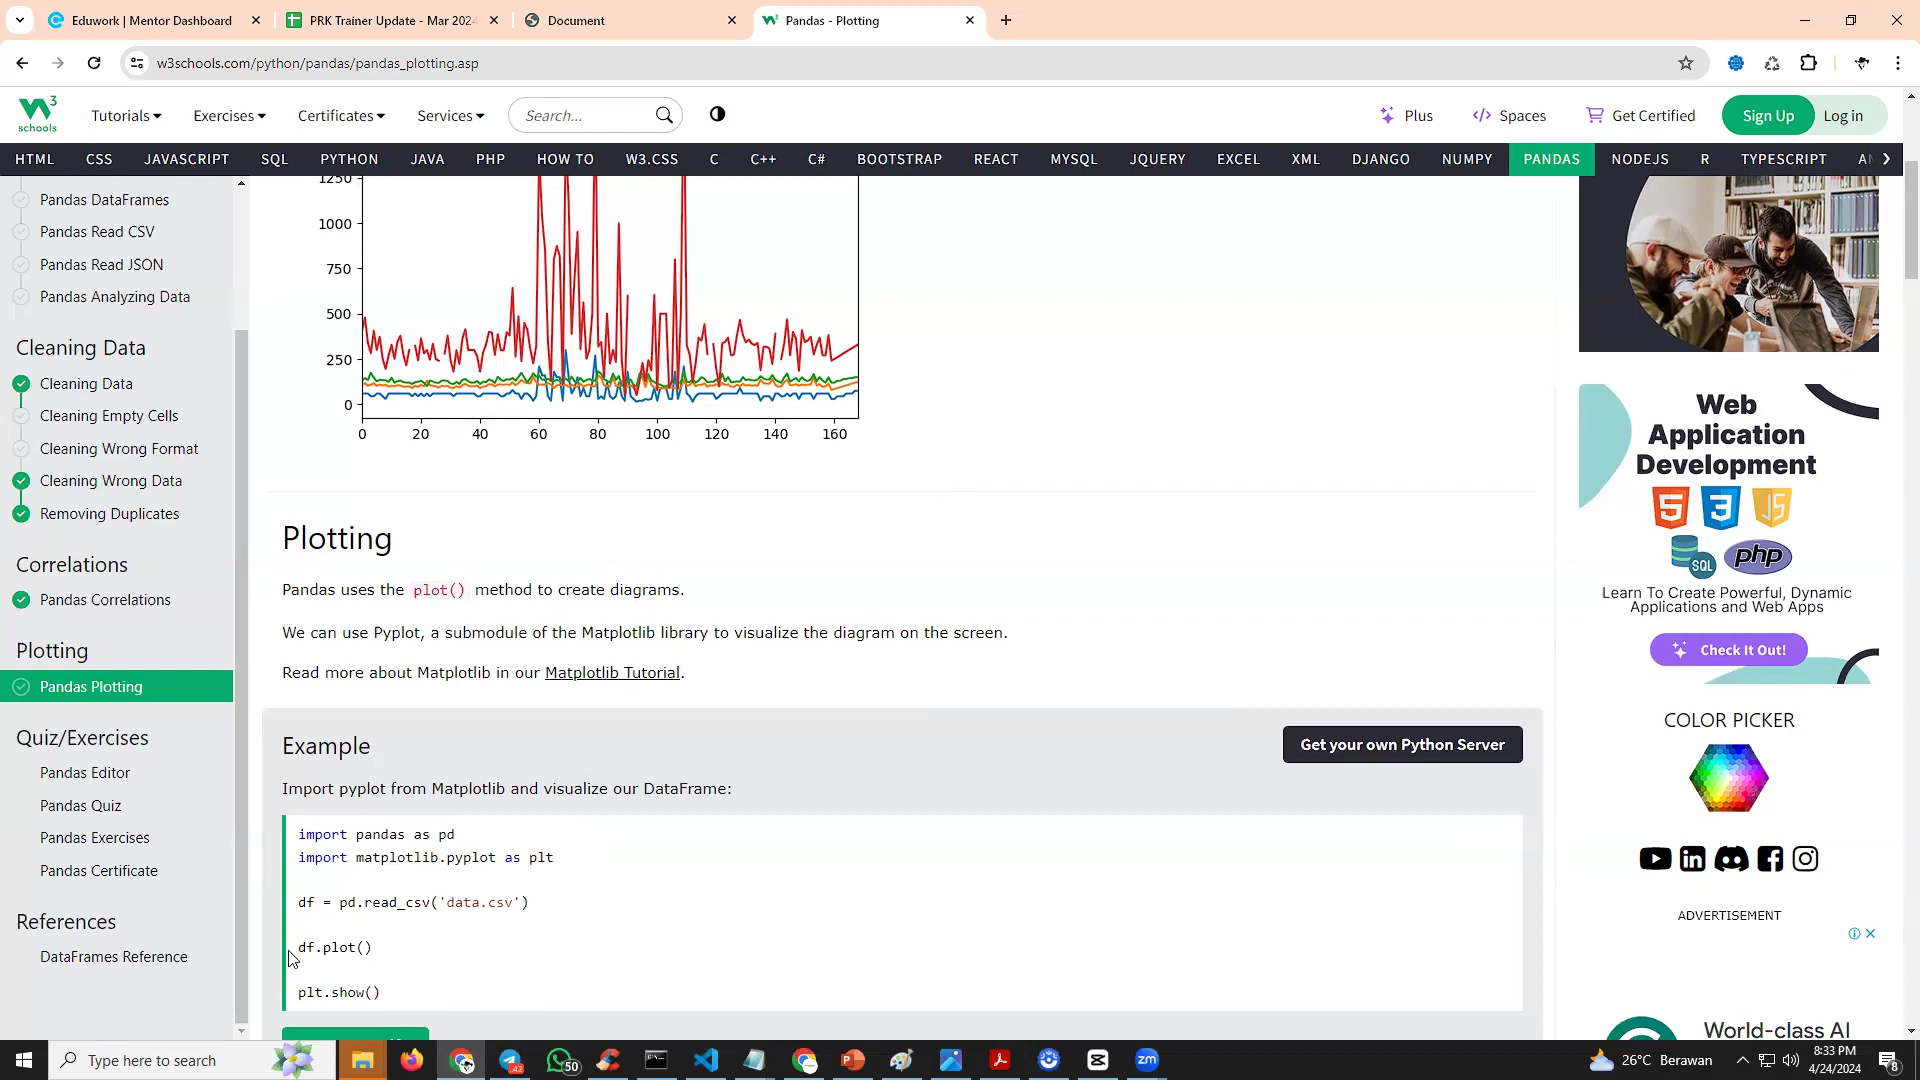 Eduwork | Mentor Dashboard
PRK Trainer Update - Mar 2024
Document
Pandas - Plotting
w3schools.com/python/pandas/pandas_plotting.asp
W3
schools
Tutorials
Exercises
Certificates
Services
Search...
Plus
Spaces
Get Certified
Sign Up
Log in
HTML
CSS
JAVASCRIPT
SQL
PYTHON
JAVA
PHP
HOW TO
W3.CSS
C
C++
C#
BOOTSTRAP
REACT
MYSQL
JQUERY
EXCEL
XML
DJANGO
NUMPY
PANDAS
NODEJS
R
TYPESCRIPT
Pandas DataFrames
Pandas Read CSV
Pandas Read JSON
Pandas Analyzing Data
Cleaning Data
Cleaning Data
Cleaning Empty Cells
Cleaning Wrong Format
Cleaning Wrong Data
Removing Duplicates
Correlations
Pandas Correlations
Plotting
Pandas Plotting
Quiz/Exercises
Pandas Editor
Pandas Quiz
Pandas Exercises
Pandas Certificate
References
DataFrames Reference
1250
1000
750
500
250
0
0 20 40 60 80 100 120 140 160
Plotting
Pandas uses the plot() method to create diagrams.
We can use Pyplot, a submodule of the Matplotlib library to visualize the diagram on the screen.
Read more about Matplotlib in our Matplotlib Tutorial.
Example
Get your own Python Server
Import pyplot from Matplotlib and visualize our DataFrame:
import pandas as pd
import matplotlib.pyplot as plt
df = pd.read_csv('data.csv')
df.plot()
plt.show()
Web
Application
Development
5
3
JS
SQL
php
Learn To Create Powerful, Dynamic
Applications and Web Apps
Check It Out!
COLOR PICKER
ADVERTISEMENT
World-class AI
Type here to search
50
zm
26°C Berawan
8:33 PM
4/24/2024
8